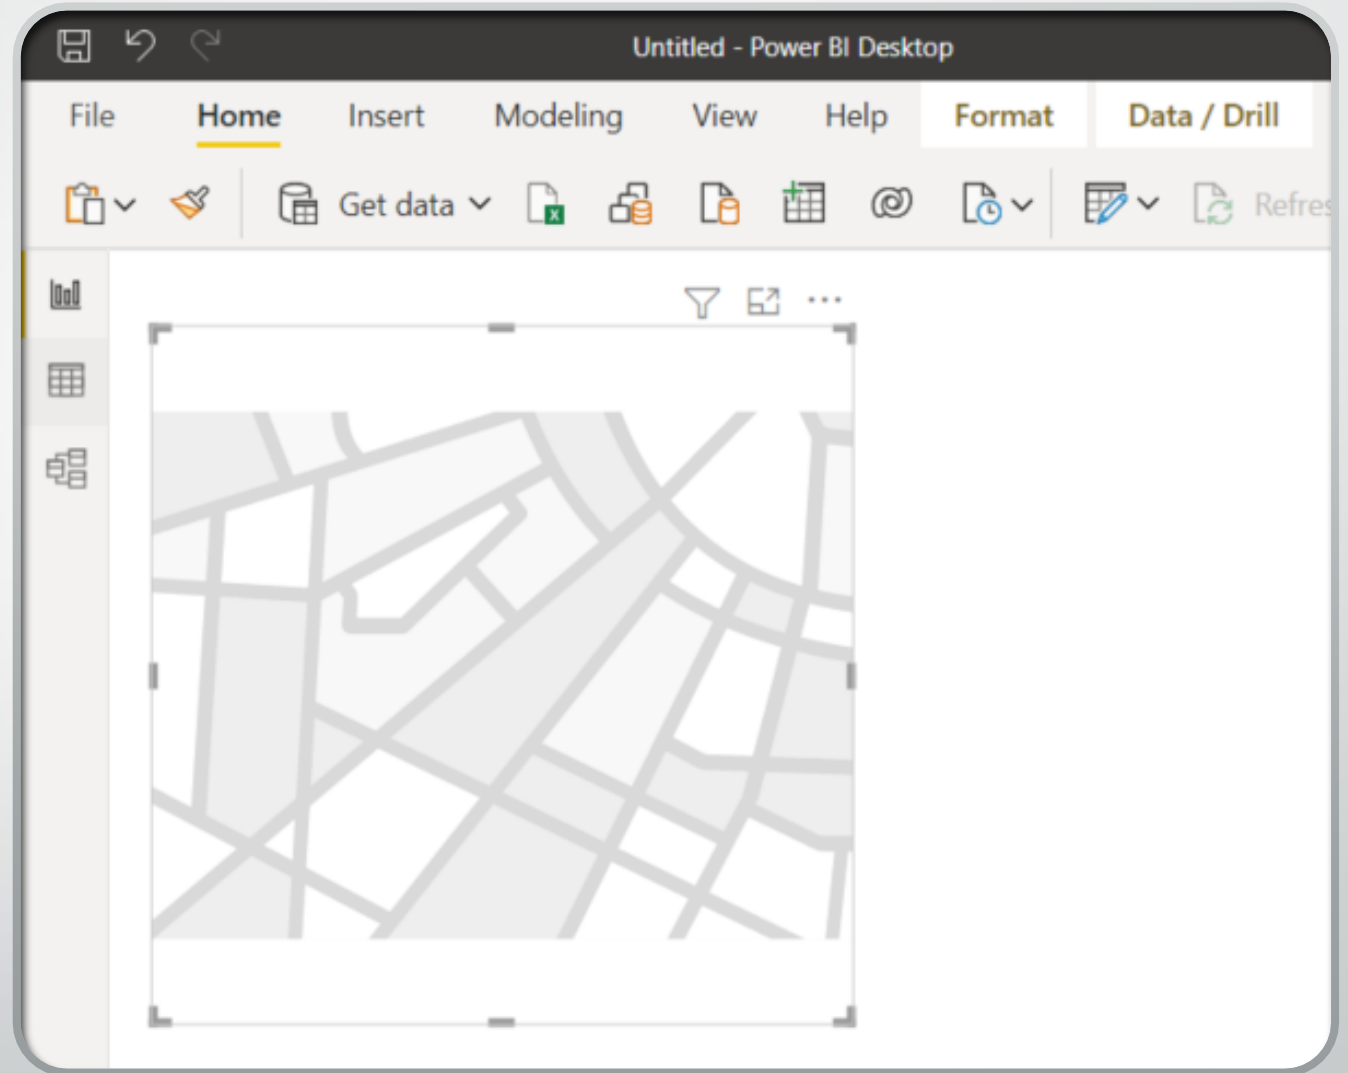 Untitled - Power BI Desktop
File Home Insert Modeling View Help Format Data / Drill
Get data